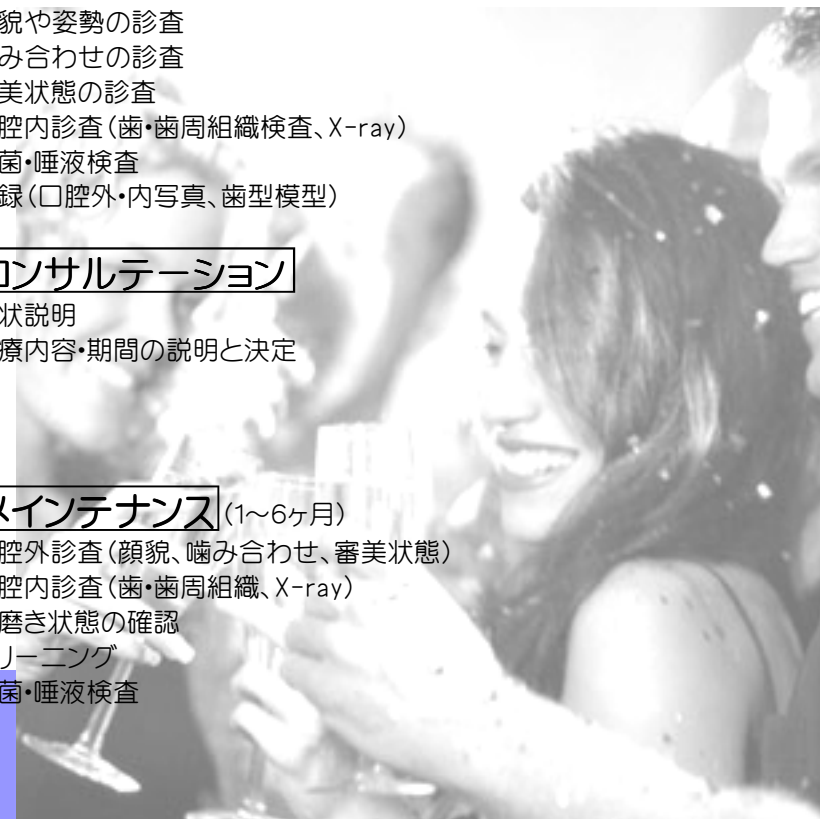 貌や姿勢の診査
み合わせの診査
美状態の診査
腔内診査(歯・歯周組織検査、X-ray)
菌・唾液検査
録(口腔外・内写真、歯型模型)
コンサルテーション
状説明
療内容・期間の説明と決定
メインテナンス(1〜6ヶ月)
腔外診査(顔貌、噛み合わせ、審美状態)
腔内診査(歯・歯周組織、X-ray)
磨き状態の確認
リーニング
菌・唾液検査